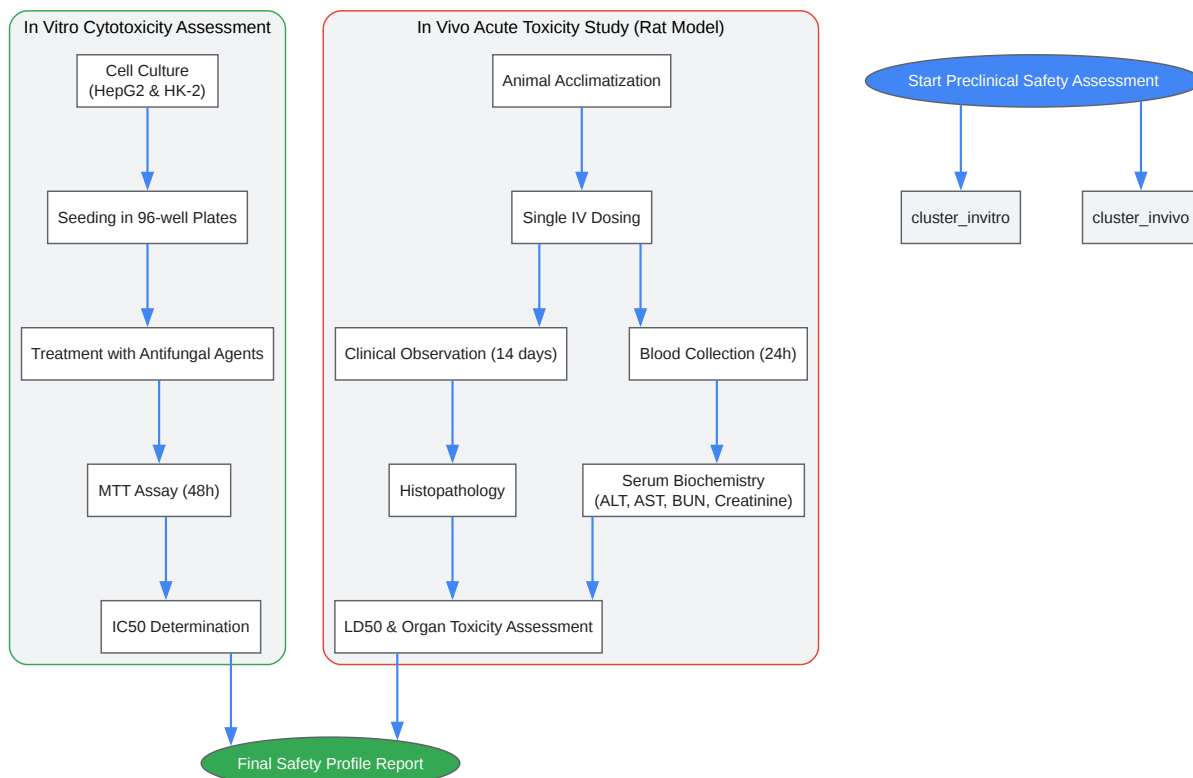 In Vitro Cytotoxicity Assessment
Cell Culture
(HepG2 & HK-2)
Seeding in 96-well Plates
Treatment with Antifungal Agents
MTT Assay (48h)
IC50 Determination
In Vivo Acute Toxicity Study (Rat Model)
Animal Acclimatization
Single IV Dosing
Clinical Observation (14 days)
Blood Collection (24h)
Histopathology
Serum Biochemistry
(ALT, AST, BUN, Creatinine)
LD50 & Organ Toxicity Assessment
Start Preclinical Safety Assessment
cluster_invitro
cluster_invivo
Final Safety Profile Report